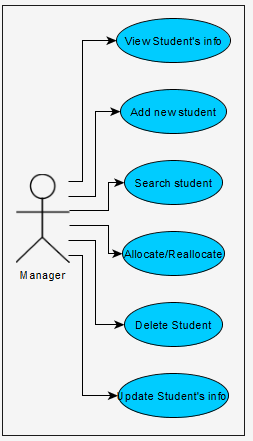 View Student's info
Add new student
Search student
Allocate/Reallocate
Manager
Delete Student
Update Student's info